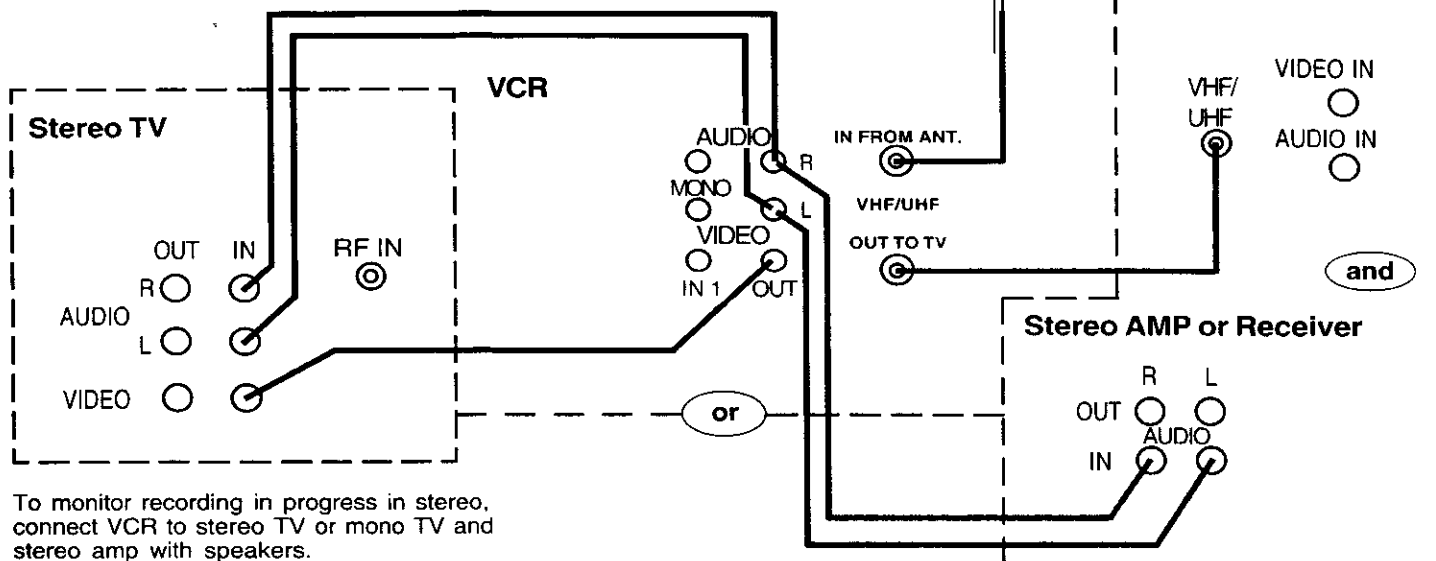 VCR
Stereo TV
OUT IN RF IN
R
AUDIO
L
VIDEO
AUDIO
R
MONO
L
VIDEO
IN 1 OUT
IN FROM ANT.
VHF/UHF
OUT TO TV
VHF/
UHF
VIDEO IN
AUDIO IN
and
or
Stereo AMP or Receiver
R L
OUT
AUDIO
IN
To monitor recording in progress in stereo,
connect VCR to stereo TV or mono TV and
stereo amp with speakers.